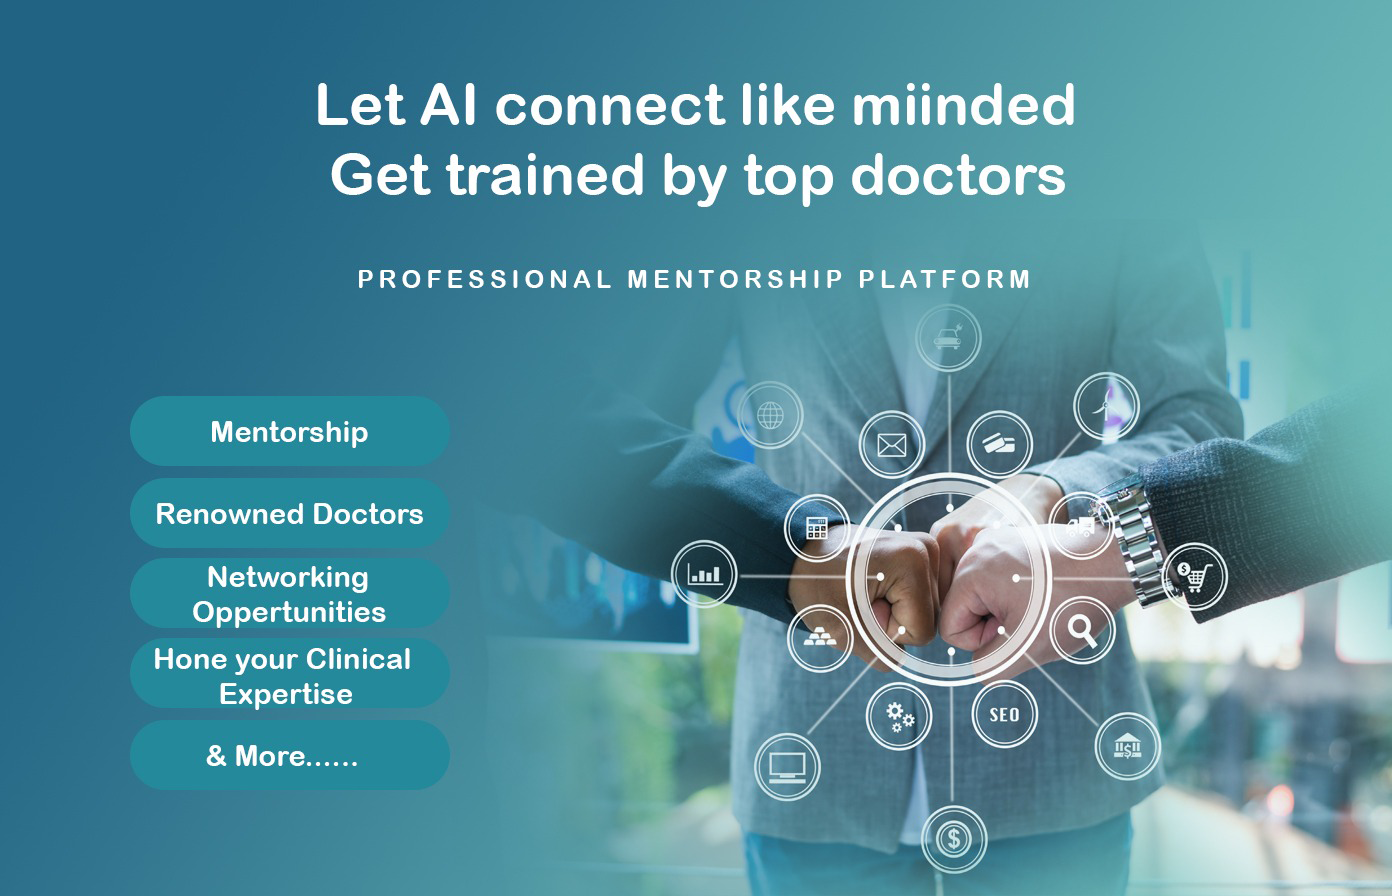 Let AI connect like miinded
Get trained by top doctors
PROFESSIONAL MENTORSHIP PLATFORM
Mentorship
Renowned Doctors
Networking
Oppertunities
Hone your Clinical
Expertise
& More......
SEO
$
$
$